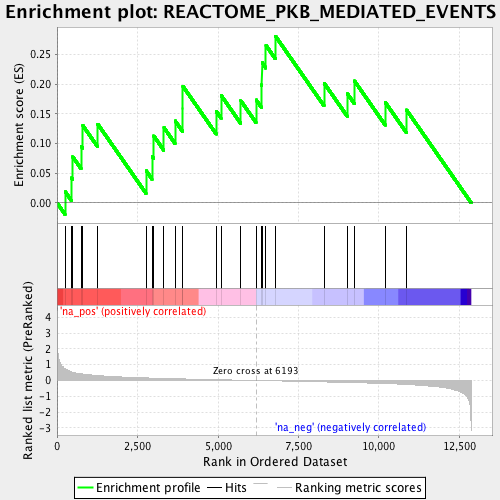 Enrichment plot: REACTOME_PKB_MEDIATED_EVENTS
Enrichment score (ES)
0.25
0.20
0.15
0.10
0.05
0.00
'na_pos' (positively correlated)
Ranked list metric (PreRanked)
4
3
2
1
0
-1
-2
-3
Zero cross at 6193
'na_neg' (negatively correlated)
0
2,500
5,000
7,500
10,000
12,500
Rank in Ordered Dataset
Enrichment profile
Hits
Ranking metric scores